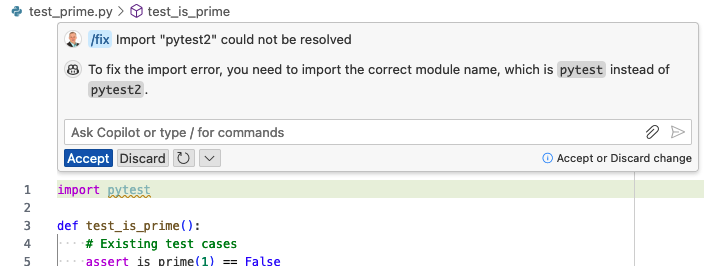 test_prime.py > test_is_prime
/fix Import "pytest2" could not be resolved
To fix the import error, you need to import the correct module name, which is pytest instead of
pytest2.
Ask Copilot or type / for commands
Accept Discard Accept or Discard change
1 import pytest
2
3 def test_is_prime():
4 # Existing test cases
5 assert is_prime(1) == False